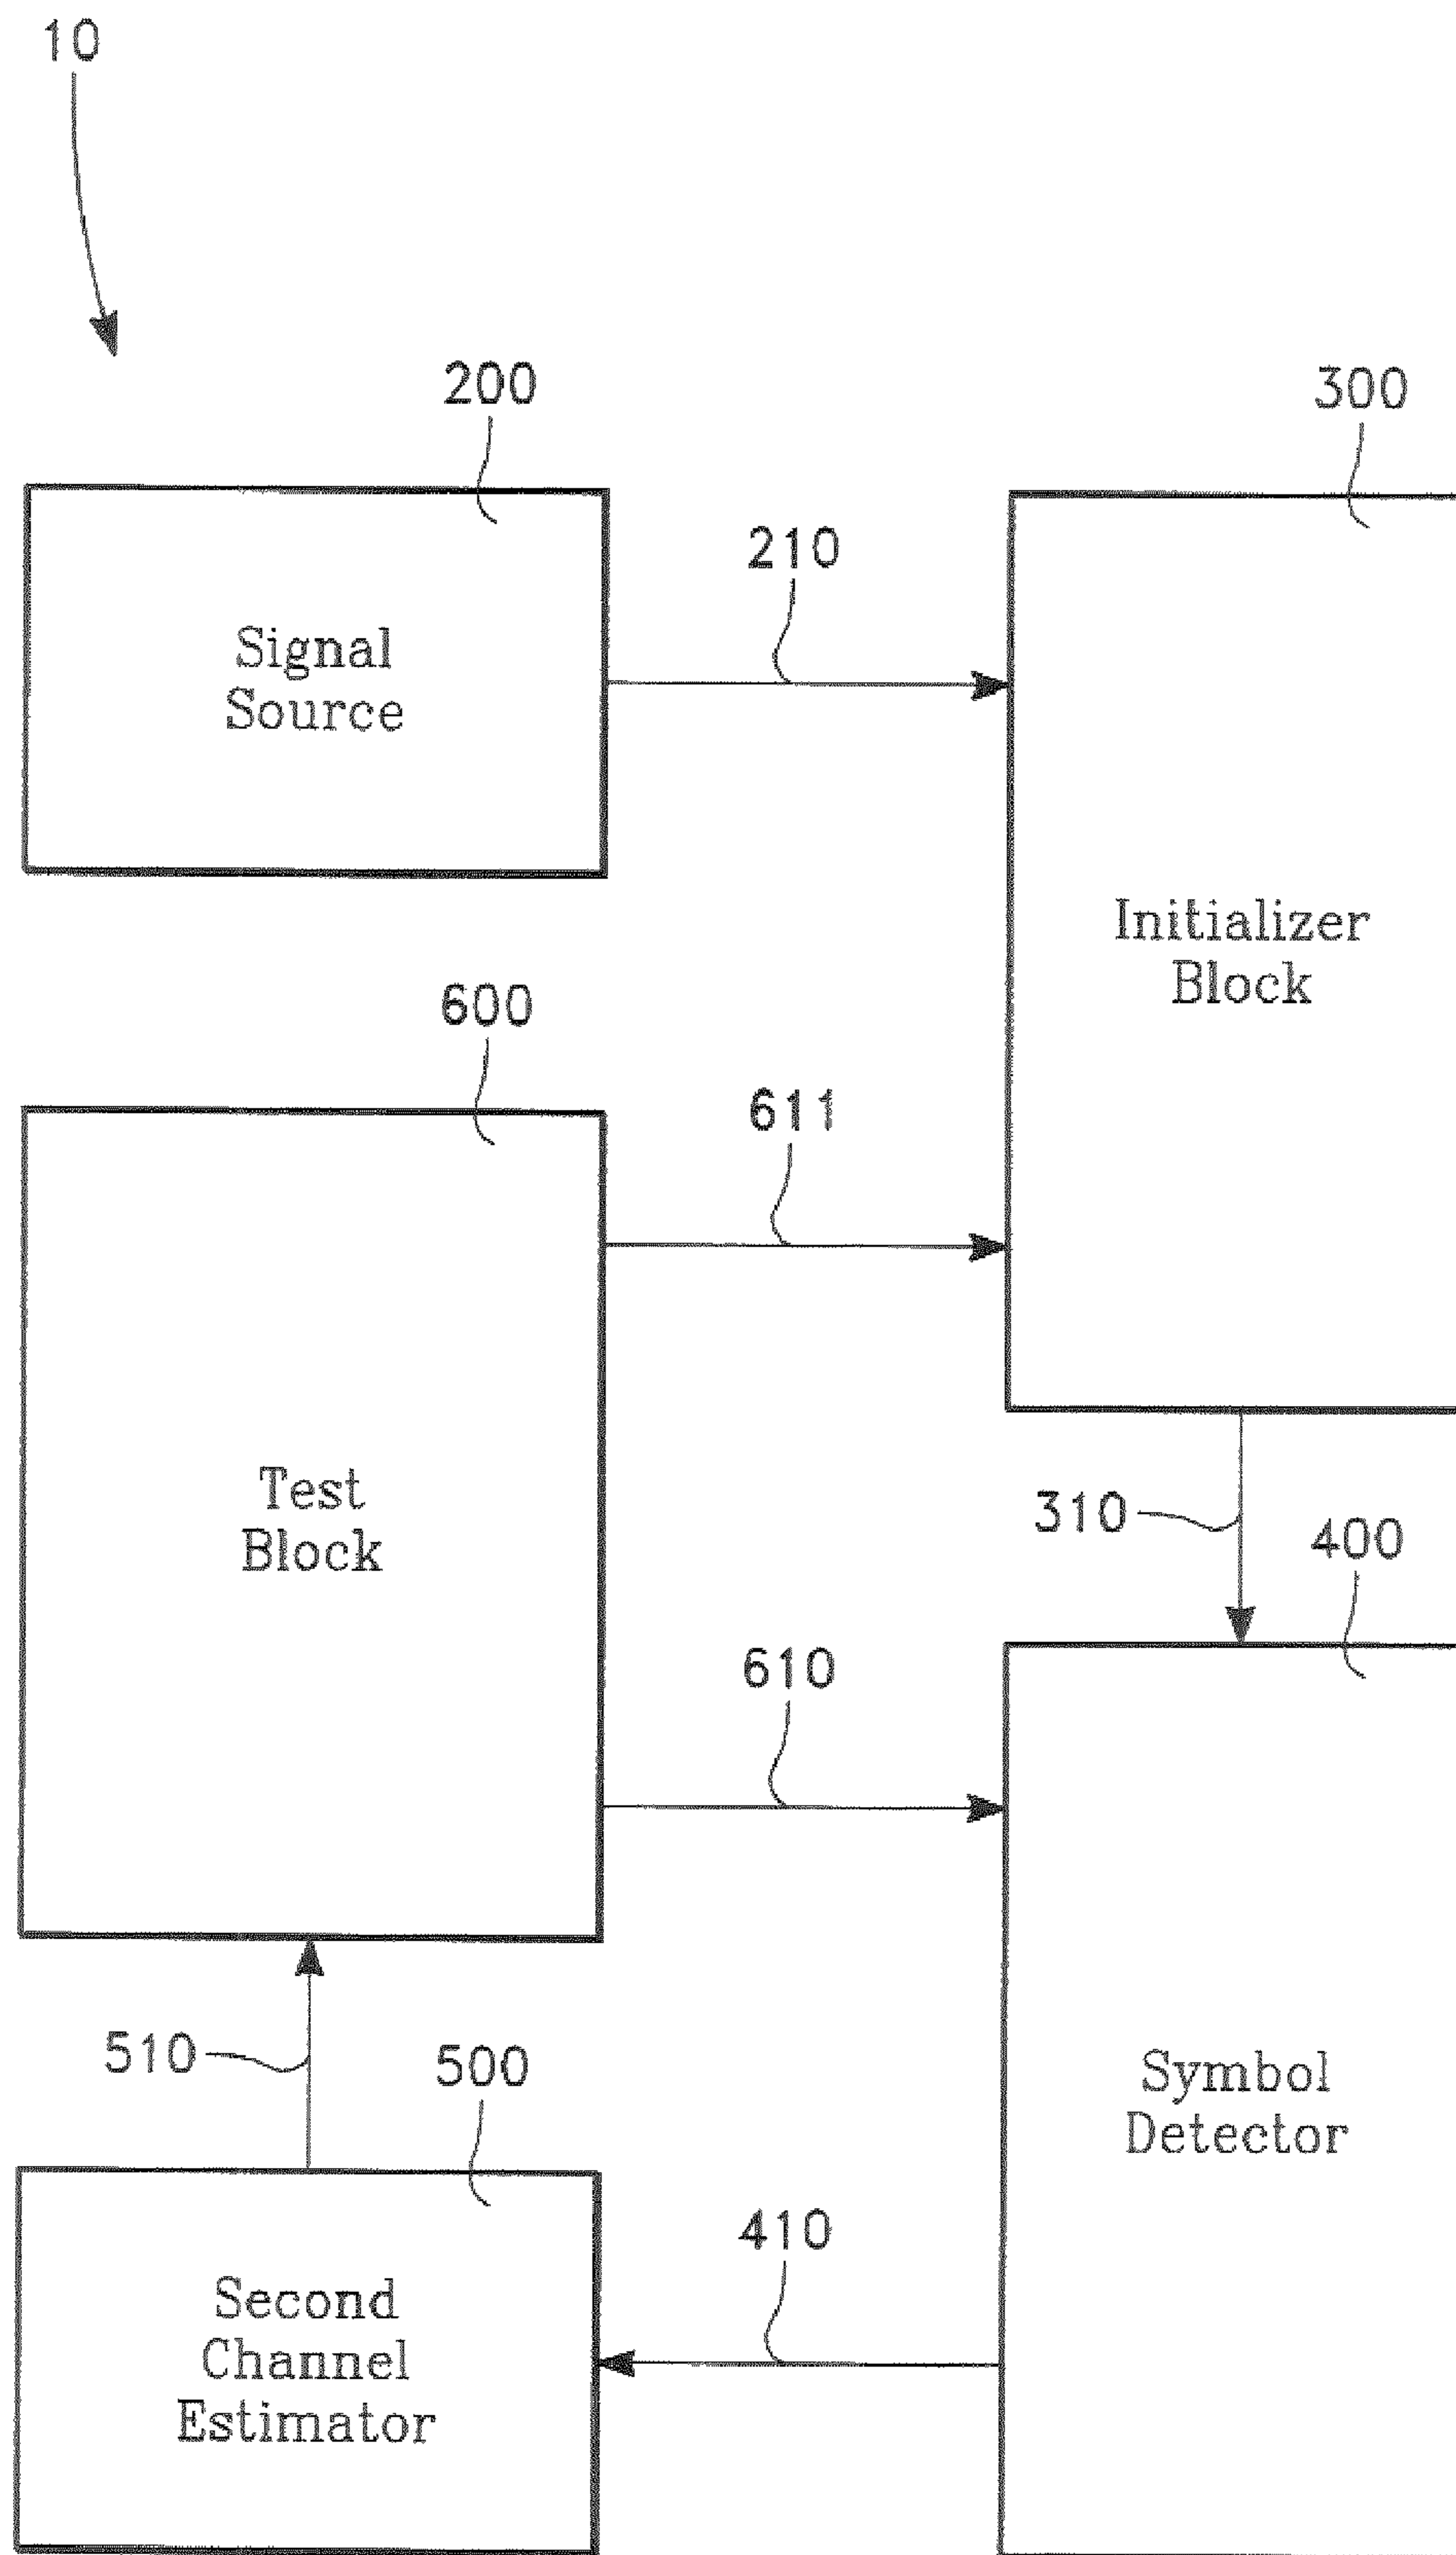 10
200
300
210
Signal
Source
Initializer
Block
600
611
Test
Block
310
400
610
510
500
Symbol
Detector
410
Second
Channel
Estimator